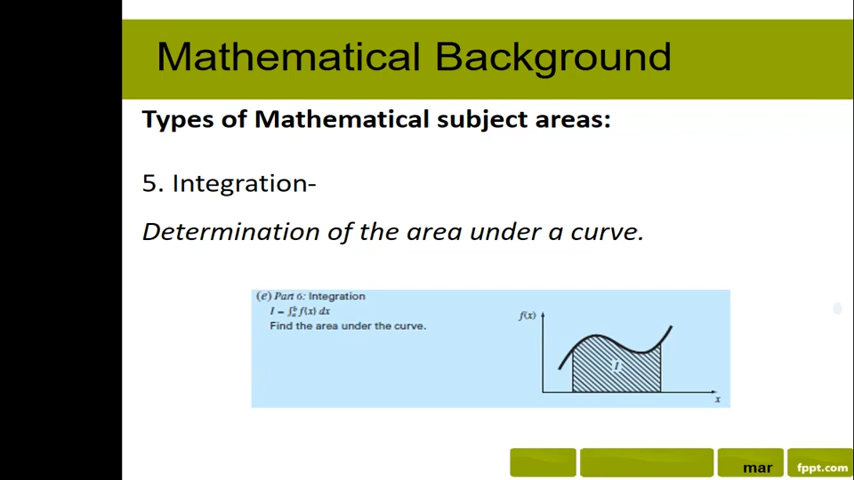 Mathematical Background
Types of Mathematical subject areas:
5. Integration-
Determination of the area under a curve.
(e) Part 6: Integration
I = ∫ₐᵇ f(x) dx
Find the area under the curve.
f(x)
I
x
mar
fppt.com